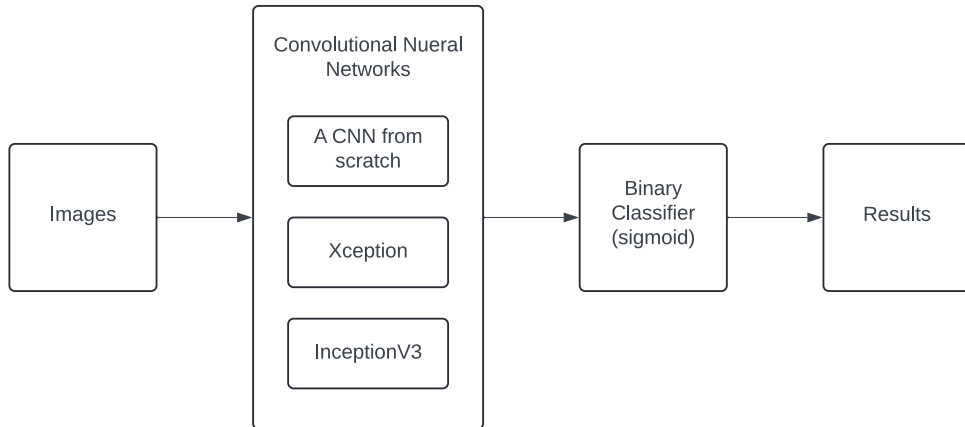 Convolutional Nueral
Networks
A CNN from
scratch
Images
Xception
InceptionV3
Binary
Classifier
(sigmoid)
Results